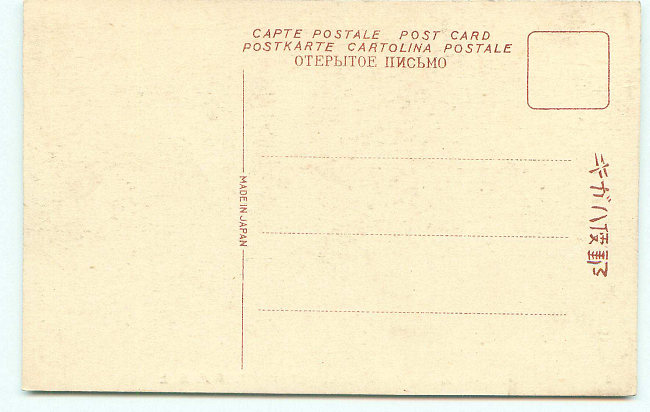 CAPTE POSTALE POST CARD
POSTKARTE CARTOLINA POSTALE
ОТЕРЫТОЕ ПИСЬМО
MADE IN JAPAN
郵便ハガキ